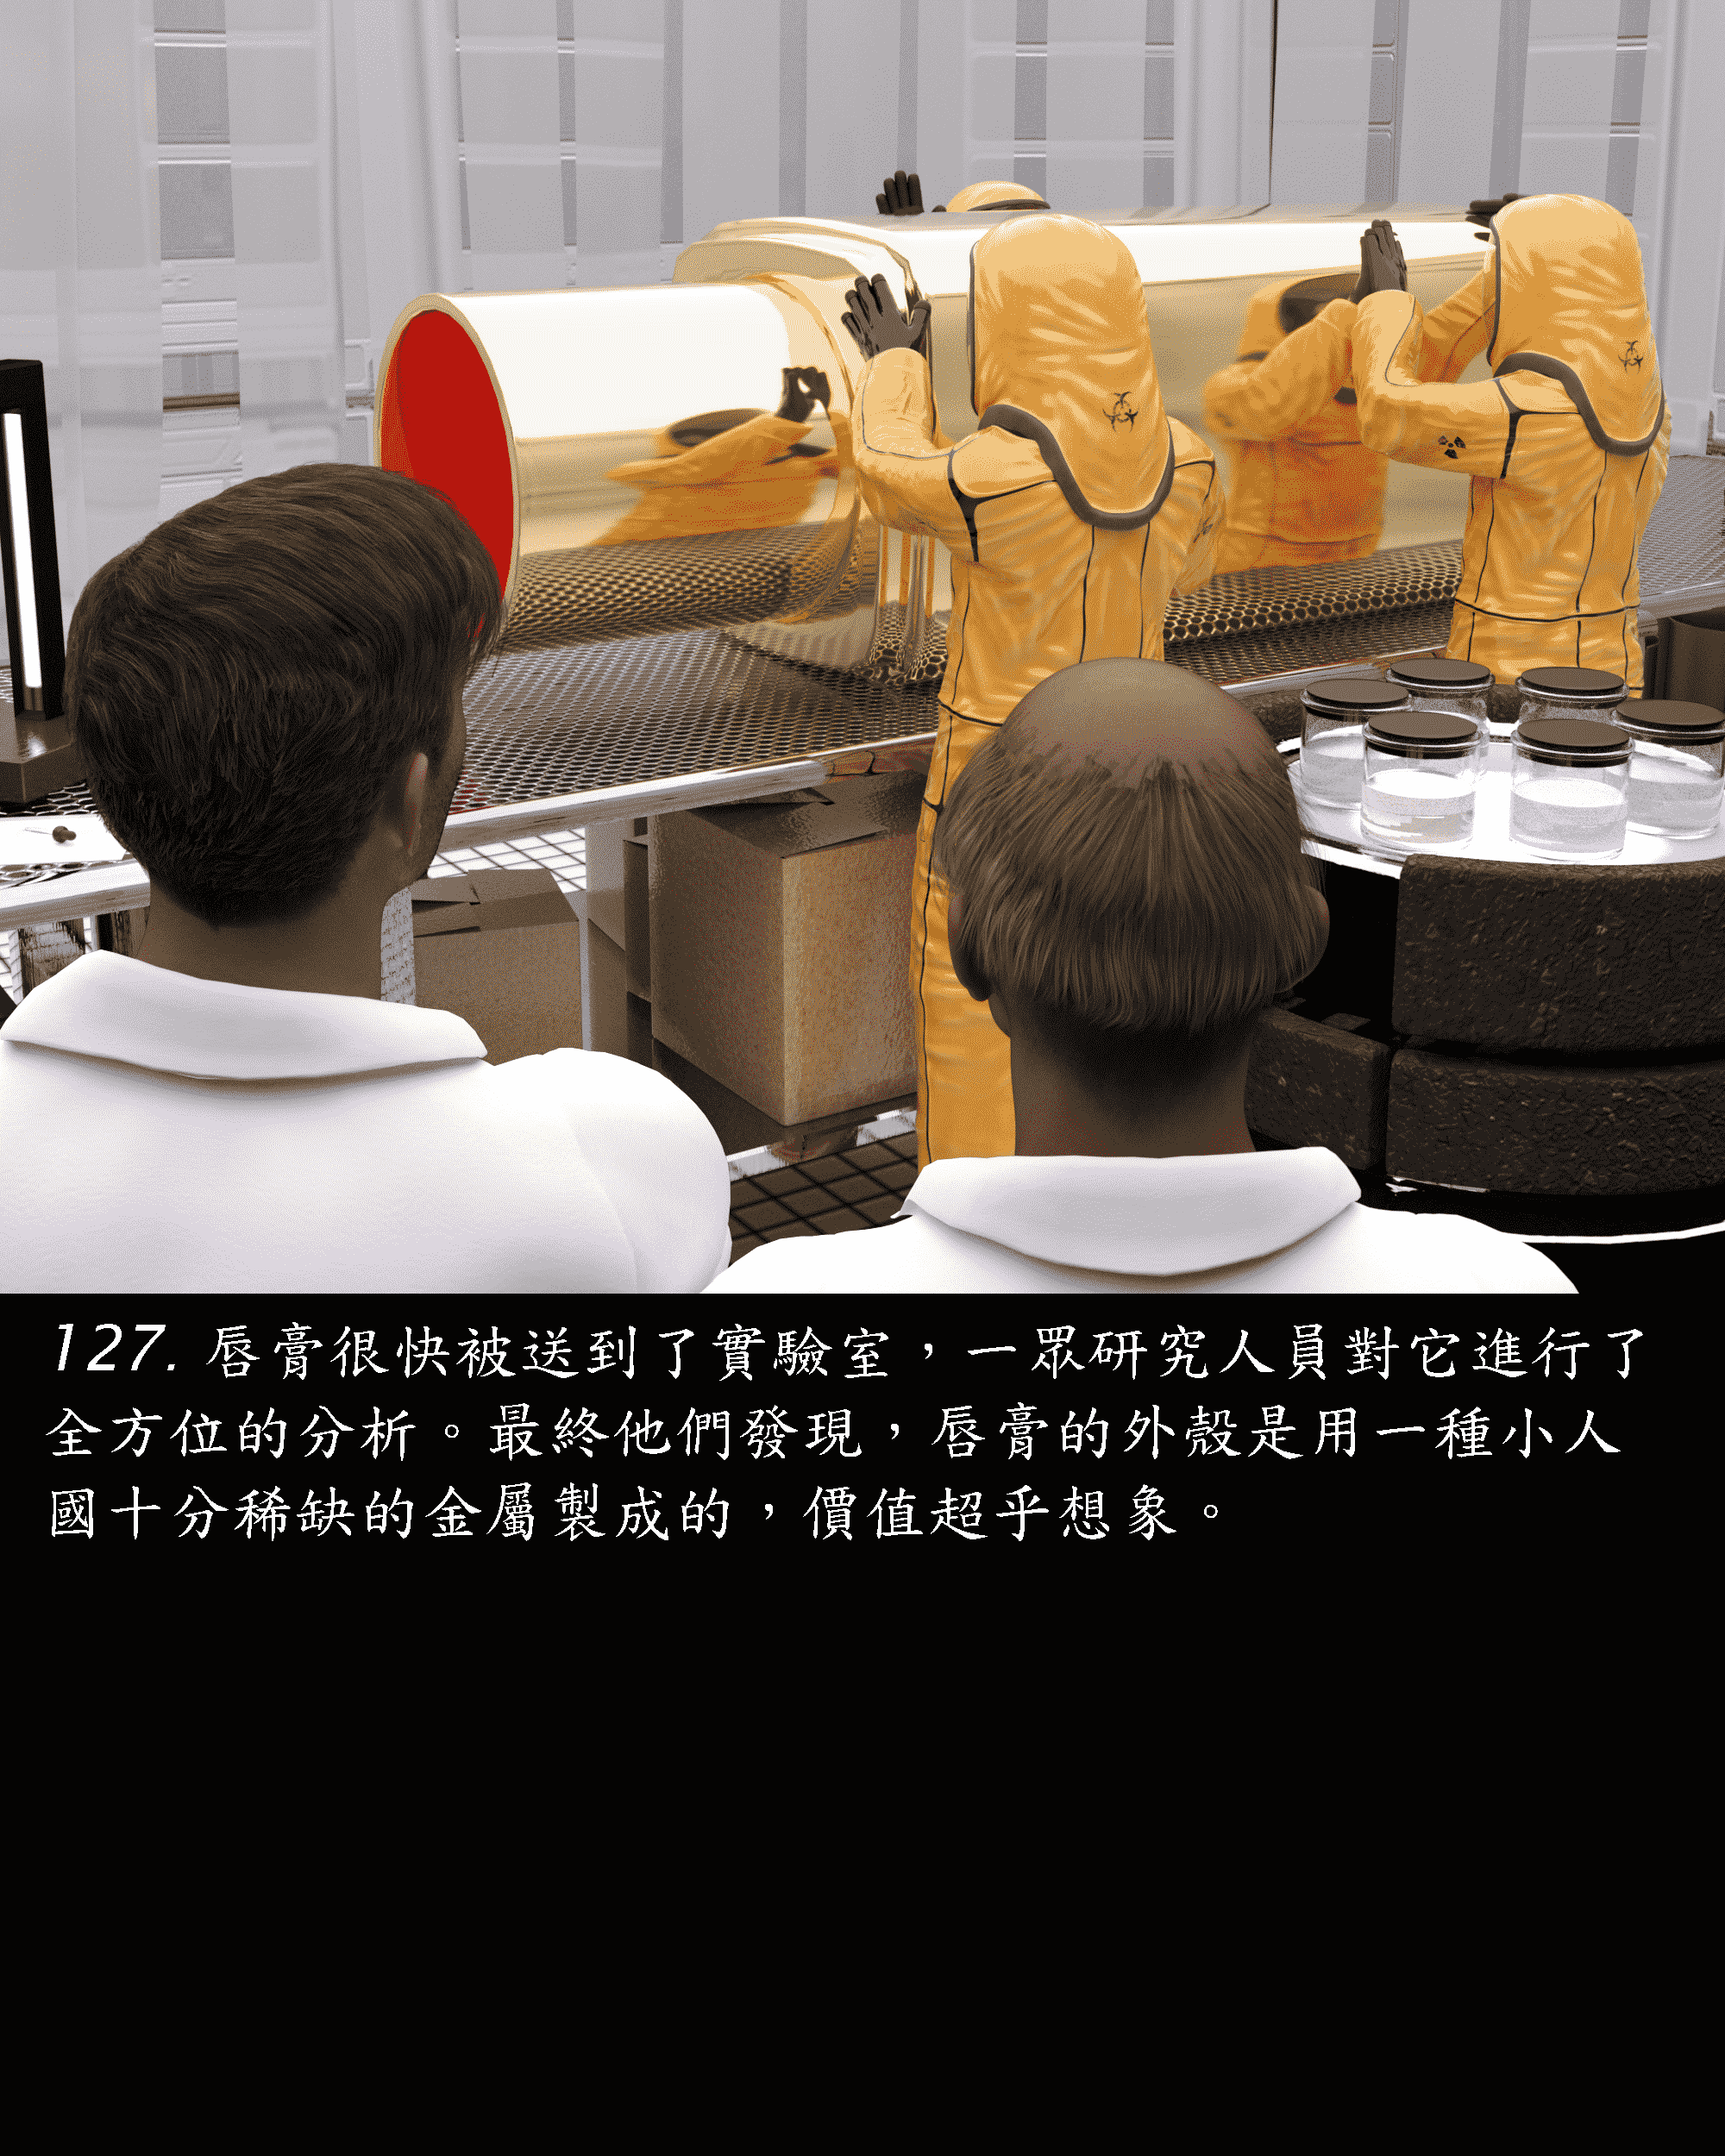 127. 唇膏很快被送到了實驗室，一眾研究人員對它進行了
全方位的分析。最終他們發現，唇膏的外殼是用一種小人
國十分稀缺的金屬製成的，價值超乎想象。